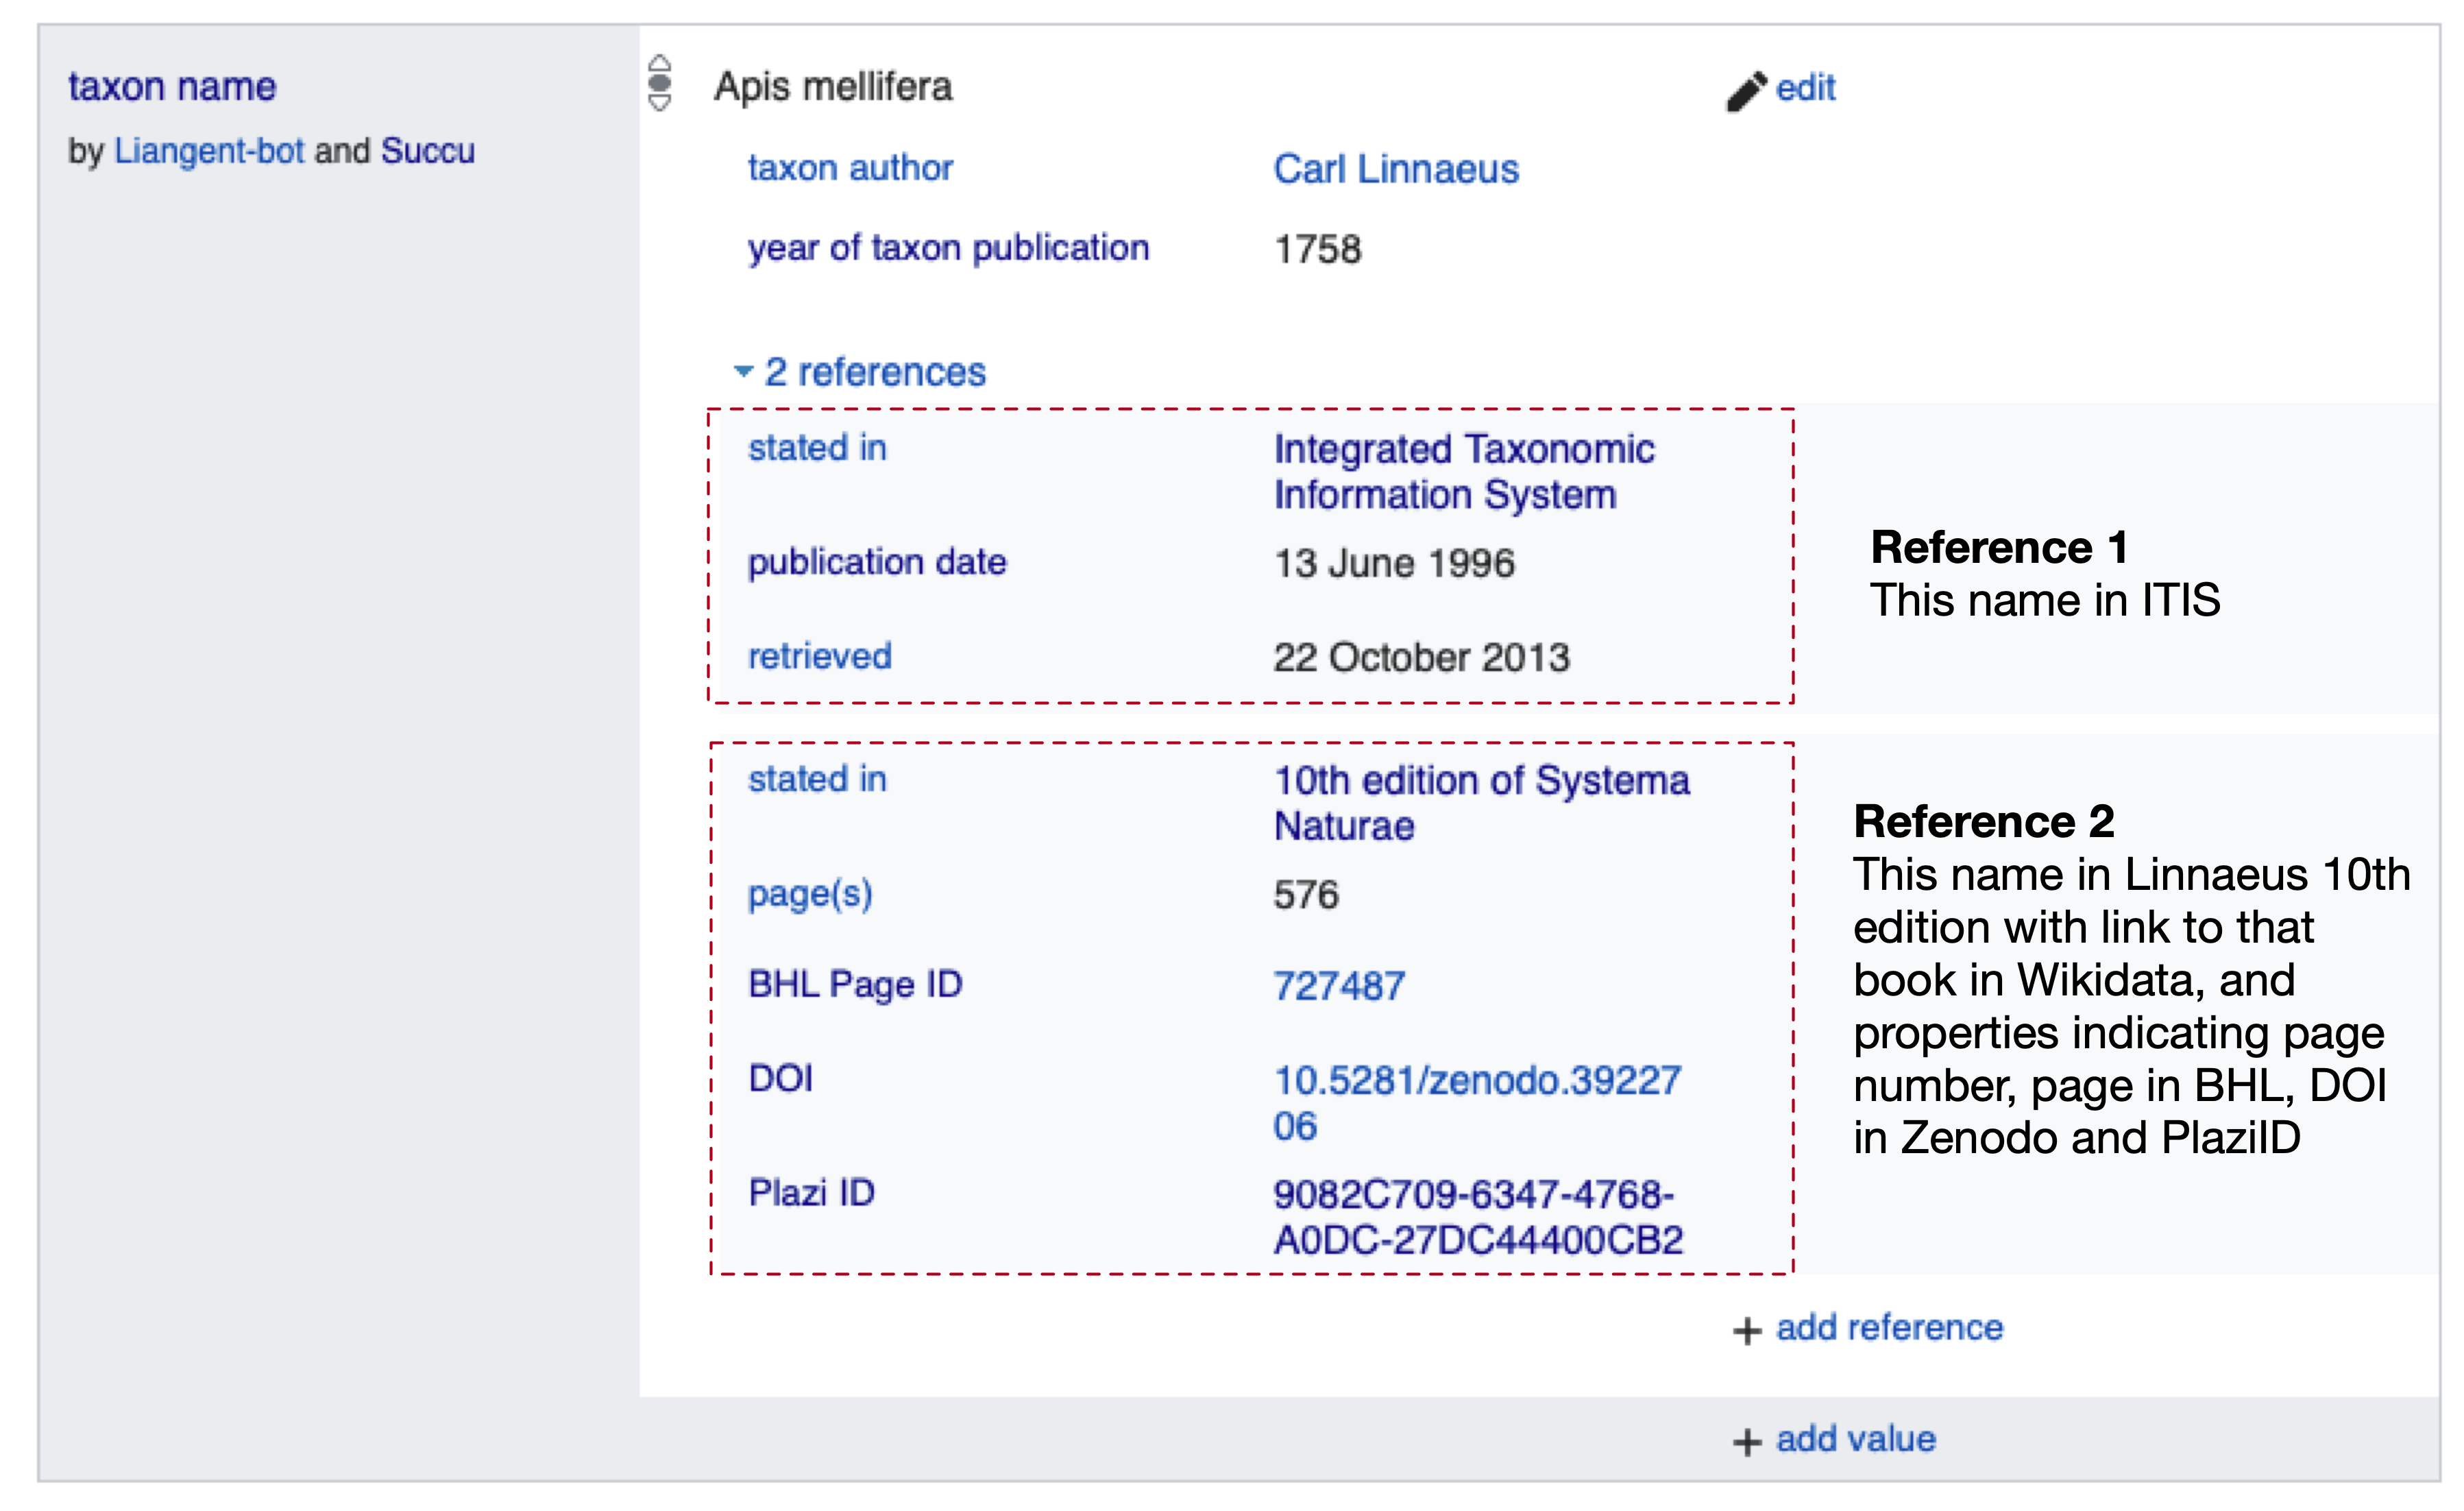 taxon name
by Liangent-bot and Succu
Apis mellifera
edit
taxon author
Carl Linnaeus
year of taxon publication
1758
2 references
stated in
Integrated Taxonomic
Information System
publication date
13 June 1996
retrieved
22 October 2013
Reference 1
This name in ITIS
stated in
10th edition of Systema
Naturae
page(s)
576
BHL Page ID
727487
DOI
10.5281/zenodo.39227
06
Plazi ID
9082C709-6347-4768-
A0DC-27DC44400CB2
Reference 2
This name in Linnaeus 10th
edition with link to that
book in Wikidata, and
properties indicating page
number, page in BHL, DOI
in Zenodo and PlaziID
+ add reference
+ add value